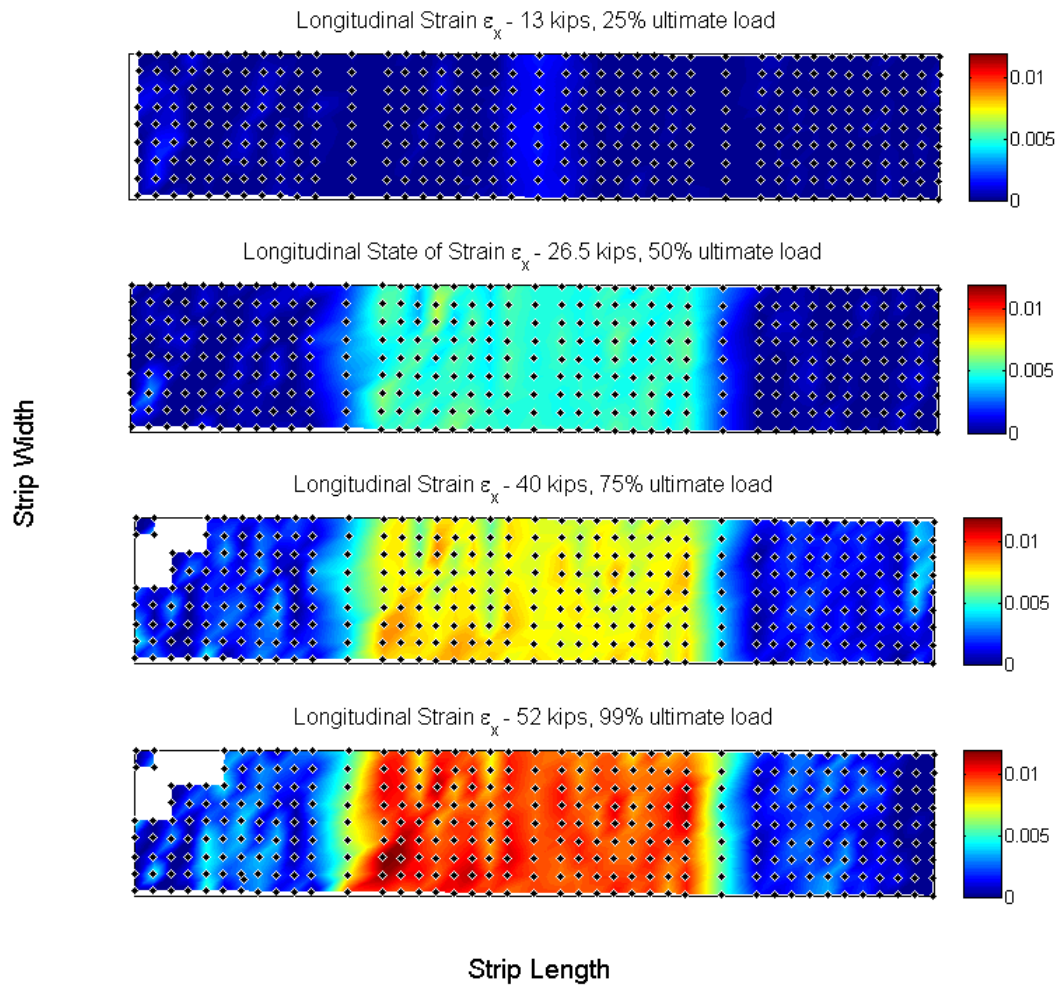 Longitudinal Strain εx - 13 kips, 25% ultimate load
0.01
0.005
0
Longitudinal State of Strain εx - 26.5 kips, 50% ultimate load
0.01
0.005
0
Strip Width
Longitudinal Strain εx - 40 kips, 75% ultimate load
0.01
0.005
0
Longitudinal Strain εx - 52 kips, 99% ultimate load
0.01
0.005
0
Strip Length